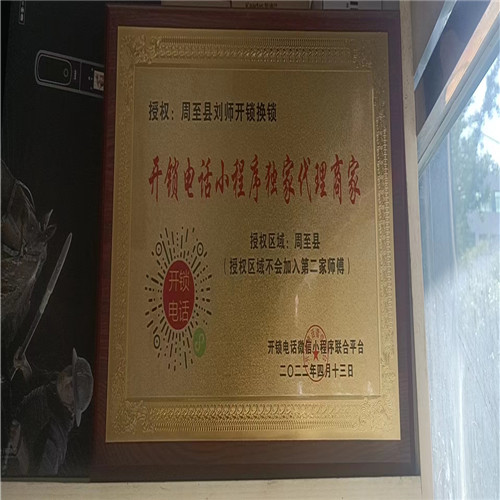 授权：周至县刘师开锁换锁
开锁电话小程序独家代理商家
授权区域：周至县
（授权区域不会加入第二家师傅）
开锁
电话
开锁电话微信小程序联合平台
二〇二二年四月十三日